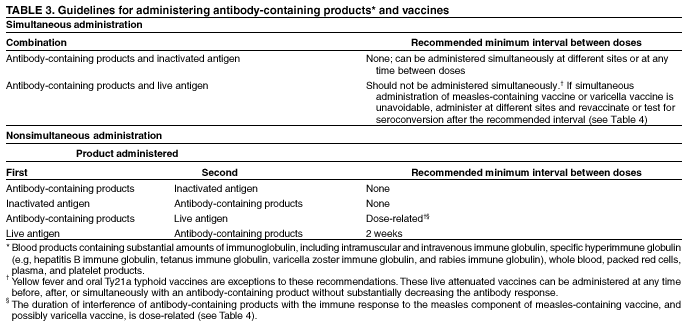 TABLE 3. Guidelines for administering antibody-containing products* and vaccines
Simultaneous administration
Combination Recommended minimum interval between doses
Antibody-containing products and inactivated antigen None; can be administered simultaneously at different sites or at any
time between doses
Antibody-containing products and live antigen Should not be administered simultaneously.† If simultaneous
administration of measles-containing vaccine or varicella vaccine is
unavoidable, administer at different sites and revaccinate or test for
seroconversion after the recommended interval (see Table 4)
Nonsimultaneous administration
Product administered
First Second Recommended minimum interval between doses
Antibody-containing products Inactivated antigen None
Inactivated antigen Antibody-containing products None
Antibody-containing products Live antigen Dose-related†§
Live antigen Antibody-containing products 2 weeks
* Blood products containing substantial amounts of immunoglobulin, including intramuscular and intravenous immune globulin, specific hyperimmune globulin
(e.g, hepatitis B immune globulin, tetanus immune globulin, varicella zoster immune globulin, and rabies immune globulin), whole blood, packed red cells,
plasma, and platelet products.
† Yellow fever and oral Ty21a typhoid vaccines are exceptions to these recommendations. These live attenuated vaccines can be administered at any time
before, after, or simultaneously with an antibody-containing product without substantially decreasing the antibody response.
§ The duration of interference of antibody-containing products with the immune response to the measles component of measles-containing vaccine, and
possibly varicella vaccine, is dose-related (see Table 4).